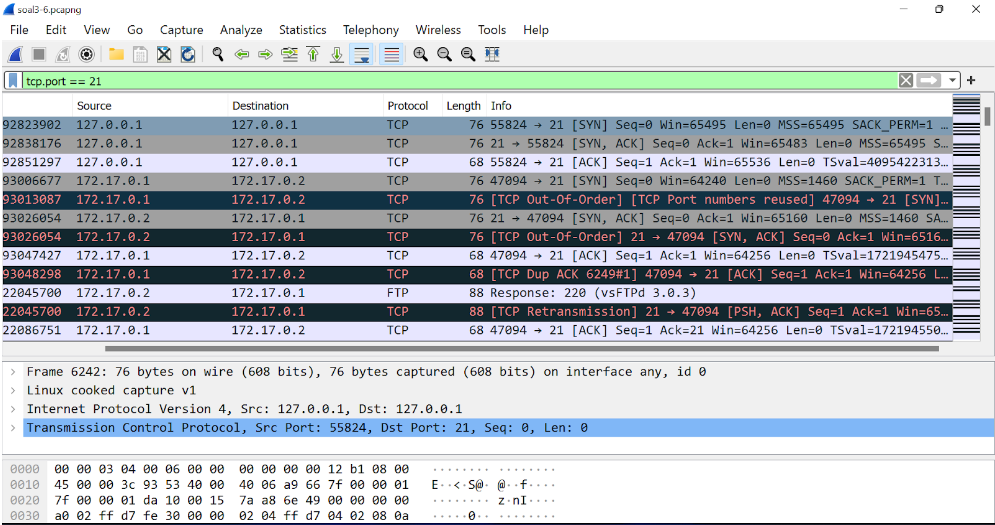 soal3-6.pcapng
File Edit View Go Capture Analyze Statistics Telephony Wireless Tools Help
tcp.port == 21
Source Destination Protocol Length Info
92823902 127.0.0.1 127.0.0.1 TCP 76 55824 → 21 [SYN] Seq=0 Win=65495 Len=0 MSS=65495 SACK_PERM=1 …
92838176 127.0.0.1 127.0.0.1 TCP 76 21 → 55824 [SYN, ACK] Seq=0 Ack=1 Win=65483 Len=0 MSS=65495 S…
92851297 127.0.0.1 127.0.0.1 TCP 68 55824 → 21 [ACK] Seq=1 Ack=1 Win=65536 Len=0 TSval=4095422313…
93006677 172.17.0.1 172.17.0.2 TCP 76 47094 → 21 [SYN] Seq=0 Win=64240 Len=0 MSS=1460 SACK_PERM=1 T…
93013087 172.17.0.1 172.17.0.2 TCP 76 [TCP Out-Of-Order] [TCP Port numbers reused] 47094 → 21 [SYN]…
93026054 172.17.0.2 172.17.0.1 TCP 76 21 → 47094 [SYN, ACK] Seq=0 Ack=1 Win=65160 Len=0 MSS=1460 SA…
93026054 172.17.0.2 172.17.0.1 TCP 76 [TCP Out-Of-Order] 21 → 47094 [SYN, ACK] Seq=0 Ack=1 Win=6516…
93047427 172.17.0.1 172.17.0.2 TCP 68 47094 → 21 [ACK] Seq=1 Ack=1 Win=64256 Len=0 TSval=1721945475…
93048298 172.17.0.1 172.17.0.2 TCP 68 [TCP Dup ACK 6249#1] 47094 → 21 [ACK] Seq=1 Ack=1 Win=64256 L…
22045700 172.17.0.2 172.17.0.1 FTP 88 Response: 220 (vsFTPd 3.0.3)
22045700 172.17.0.2 172.17.0.1 TCP 88 [TCP Retransmission] 21 → 47094 [PSH, ACK] Seq=1 Ack=1 Win=65…
22086751 172.17.0.1 172.17.0.2 TCP 68 47094 → 21 [ACK] Seq=1 Ack=21 Win=64256 Len=0 TSval=172194550…
Frame 6242: 76 bytes on wire (608 bits), 76 bytes captured (608 bits) on interface any, id 0
Linux cooked capture v1
Internet Protocol Version 4, Src: 127.0.0.1, Dst: 127.0.0.1
Transmission Control Protocol, Src Port: 55824, Dst Port: 21, Seq: 0, Len: 0
0000 00 00 03 04 00 06 00 00 00 00 00 00 12 b1 08 00 ········ ········
0010 45 00 00 3c 93 53 40 00 40 06 a9 66 7f 00 00 01 E··<·S@· @··f····
0020 7f 00 00 01 da 10 00 15 7a a8 6e 49 00 00 00 00 ········ z·nI····
0030 a0 02 ff d7 fe 30 00 00 02 04 ff d7 04 02 08 0a ·····0·· ········